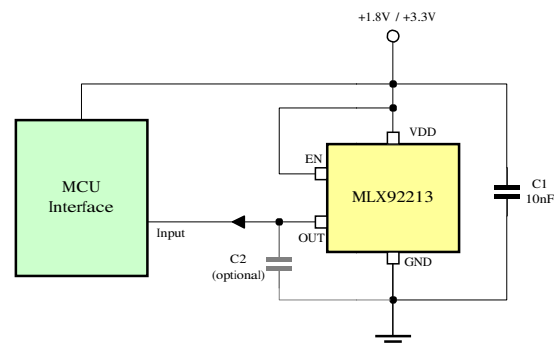 +1.8V / +3.3V
VDD
EN
MCU
Interface
MLX92213
C1
10nF
Input
OUT
C2
(optional)
GND